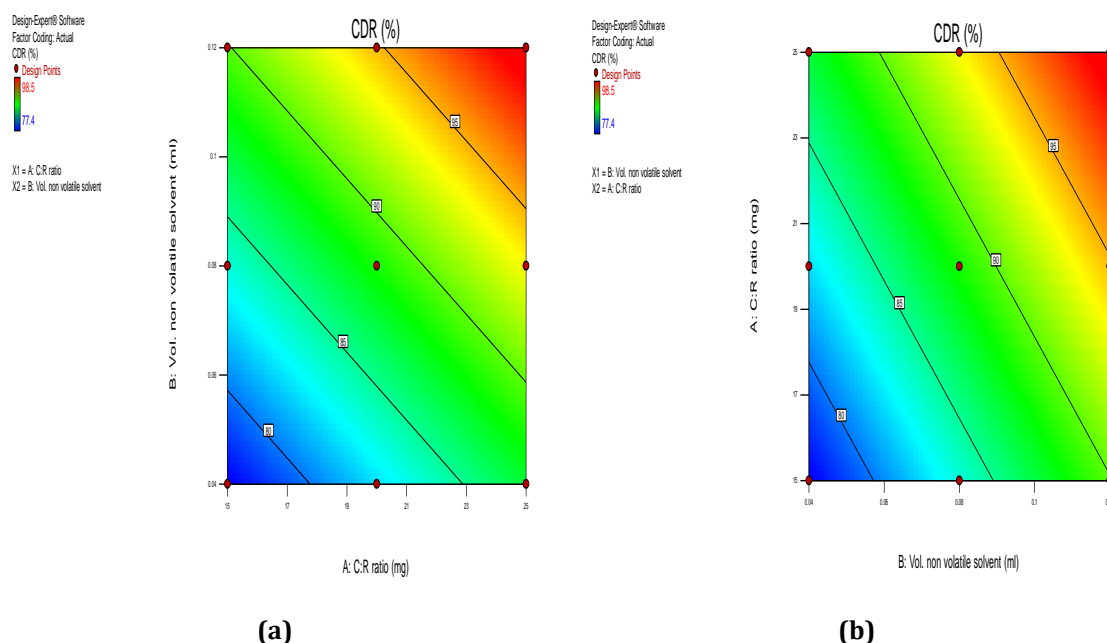 Design-Expert® Software
Factor Coding: Actual
CDR (%)
Design Points
98.5
77.4
X1 = A: C:R ratio
X2 = B: Vol. non volatile solvent
CDR (%)
B: Vol. non volatile solvent (ml)
0.12
0.1
0.08
0.06
0.04
15
17
19
21
23
25
95
90
85
80
A: C:R ratio (mg)
(a)
Design-Expert® Software
Factor Coding: Actual
CDR (%)
Design Points
98.5
77.4
X1 = B: Vol. non volatile solvent
X2 = A: C:R ratio
CDR (%)
A: C:R ratio (mg)
25
23
21
19
17
15
0.04
0.06
0.08
0.1
95
90
85
80
B: Vol. non volatile solvent (ml)
(b)